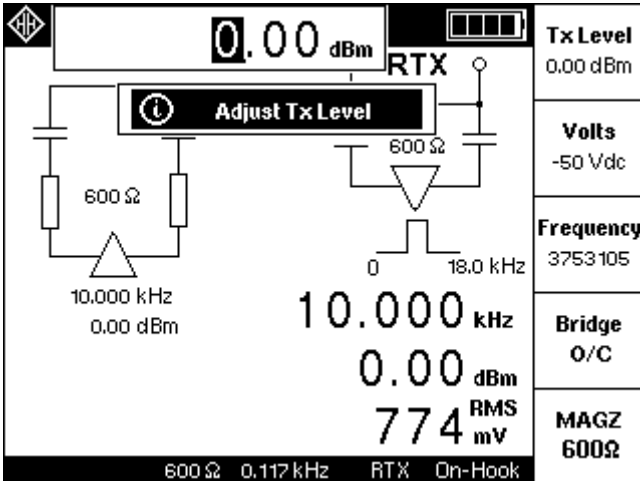 0.00 dBm
RTX
Adjust Tx Level
600 Ω
600 Ω
0
18.0 kHz
10.000 kHz
0.00 dBm
10.000 kHz
0.00 dBm
774 RMS mV
600 Ω 0.117 kHz RTX On-Hook
Tx Level
0.00 dBm
Volts
-50 Vdc
Frequency
3753105
Bridge
O/C
MAGZ
600Ω